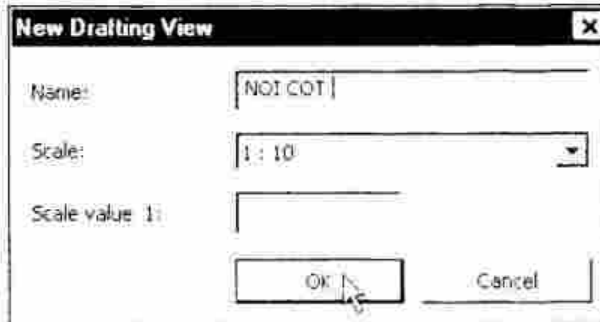 New Drafting View
Name: NOI COT
Scale: 1 : 10
Scale value 1:
OK Cancel